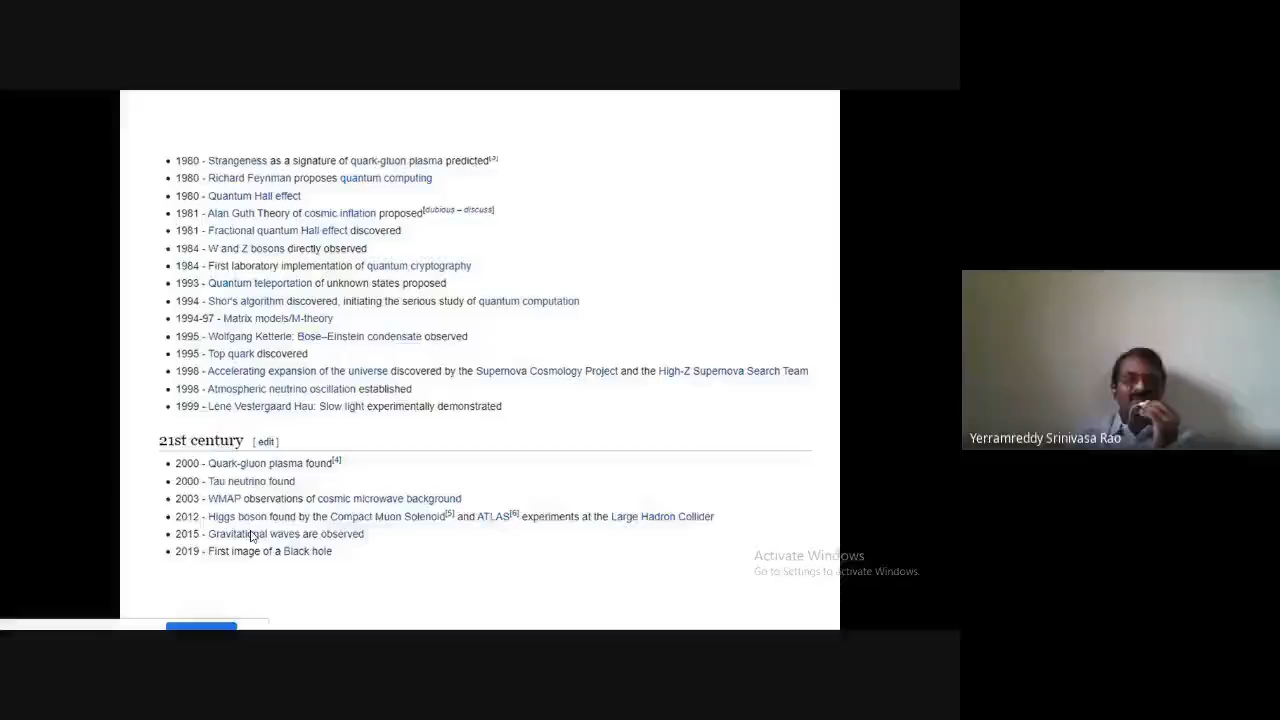 • 1980 - Strangeness as a signature of quark-gluon plasma predicted[3]
• 1980 - Richard Feynman proposes quantum computing
• 1980 - Quantum Hall effect
• 1981 - Alan Guth Theory of cosmic inflation proposed[dubious – discuss]
• 1981 - Fractional quantum Hall effect discovered
• 1984 - W and Z bosons directly observed
• 1984 - First laboratory implementation of quantum cryptography
• 1993 - Quantum teleportation of unknown states proposed
• 1994 - Shor's algorithm discovered, initiating the serious study of quantum computation
• 1994-97 - Matrix models/M-theory
• 1995 - Wolfgang Ketterle: Bose–Einstein condensate observed
• 1995 - Top quark discovered
• 1998 - Accelerating expansion of the universe discovered by the Supernova Cosmology Project and the High-Z Supernova Search Team
• 1998 - Atmospheric neutrino oscillation established
• 1999 - Lene Vestergaard Hau: Slow light experimentally demonstrated
21st century [ edit ]
• 2000 - Quark-gluon plasma found[4]
• 2000 - Tau neutrino found
• 2003 - WMAP observations of cosmic microwave background
• 2012 - Higgs boson found by the Compact Muon Solenoid[5] and ATLAS[6] experiments at the Large Hadron Collider
• 2015 - Gravitational waves are observed
• 2019 - First image of a Black hole
Activate Windows
Go to Settings to activate Windows.
Yerramreddy Srinivasa Rao